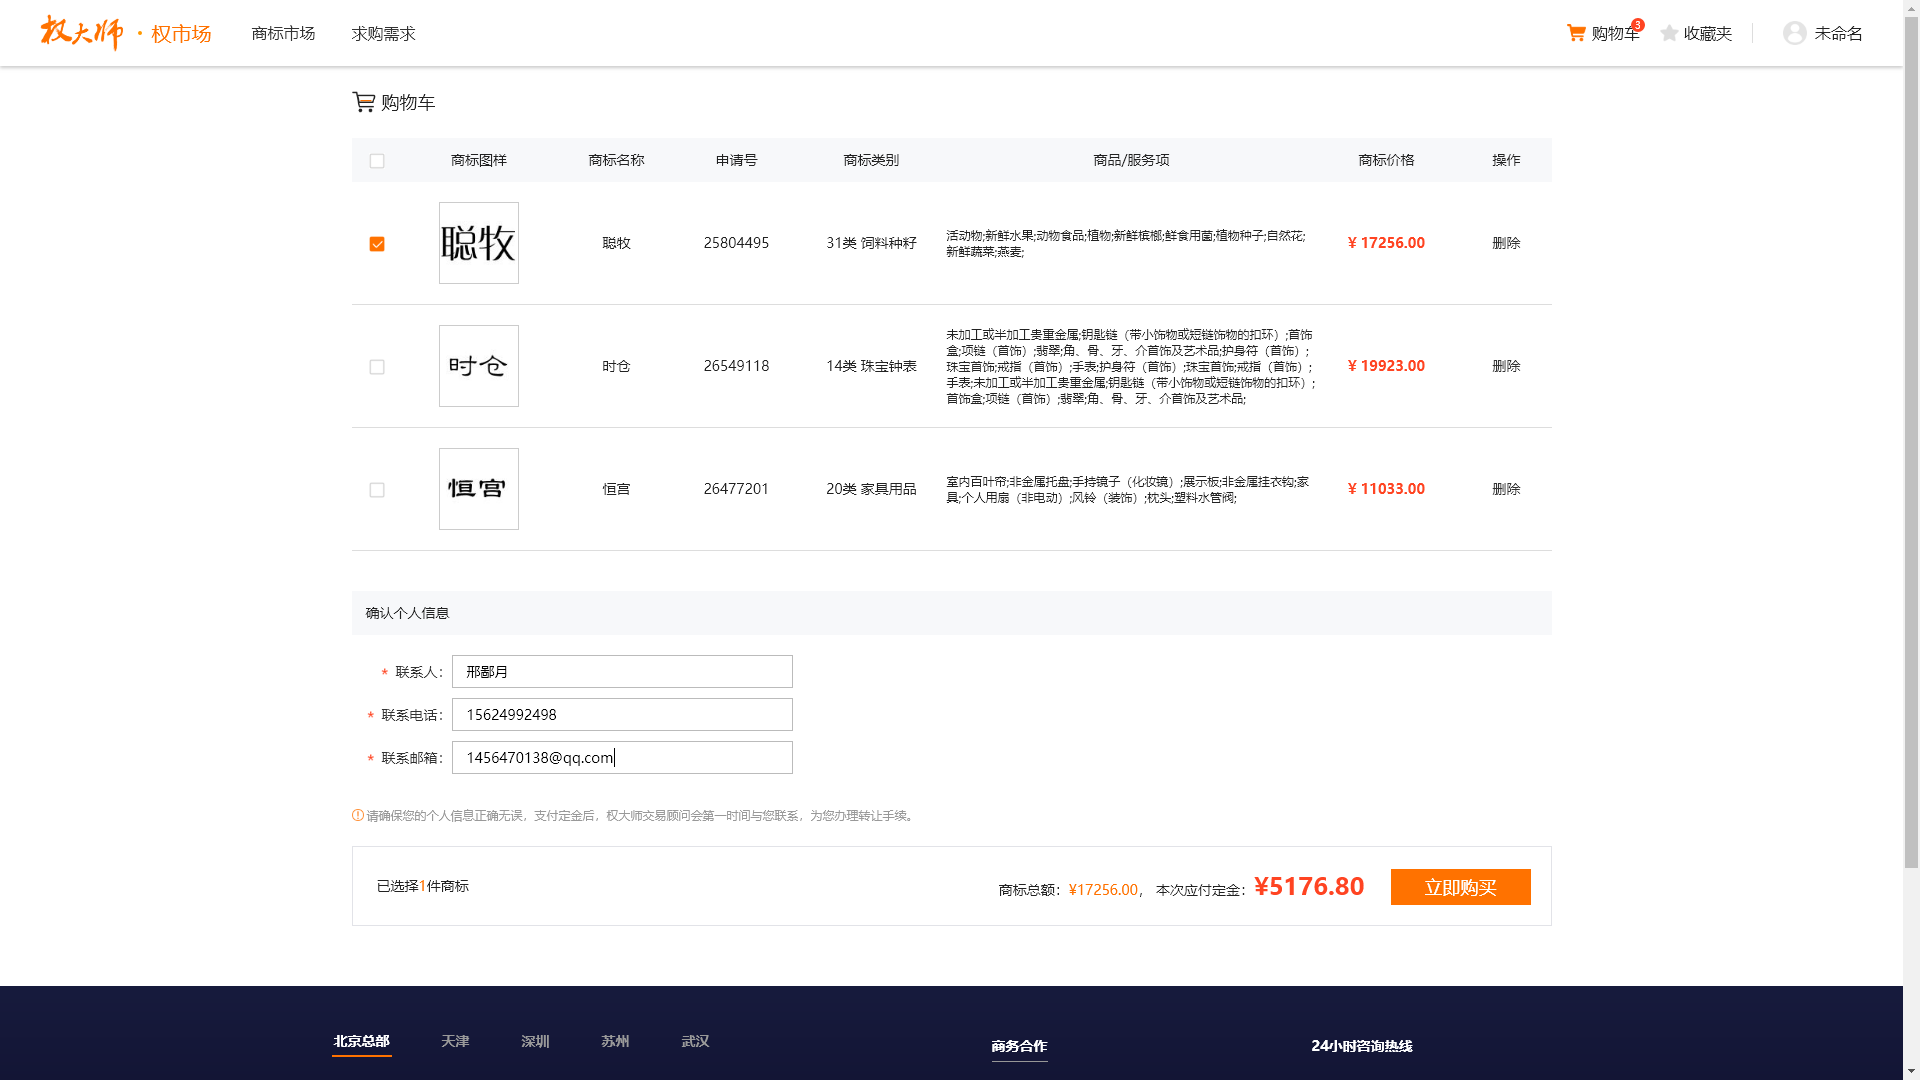 权大师 · 权市场
商标市场
求购需求
购物车
3
收藏夹
未命名
购物车
商标图样 商标名称 申请号 商标类别 商品/服务项 商标价格 操作
聪牧 聪牧 25804495 31类 饲料种籽
活动物;新鲜水果;动物食品;植物;新鲜槟榔;鲜食用菌;植物种子;自然花;
新鲜蔬菜;燕麦;
¥ 17256.00 删除
时仓 时仓 26549118 14类 珠宝钟表
未加工或半加工贵重金属;钥匙链（带小饰物或短链饰物的扣环）;首饰
盒;项链（首饰）;翡翠;角、骨、牙、介首饰及艺术品;护身符（首饰）;
珠宝首饰;戒指（首饰）;手表;护身符（首饰）;珠宝首饰;戒指（首饰）;
手表;未加工或半加工贵重金属;钥匙链（带小饰物或短链饰物的扣环）;
首饰盒;项链（首饰）;翡翠;角、骨、牙、介首饰及艺术品;
¥ 19923.00 删除
恒宫 恒宫 26477201 20类 家具用品
室内百叶帘;非金属托盘;手持镜子（化妆镜）;展示板;非金属挂衣钩;家
具;个人用扇（非电动）;风铃（装饰）;枕头;塑料水管阀;
¥ 11033.00 删除
确认个人信息
* 联系人： 邢鄙月
* 联系电话： 15624992498
* 联系邮箱： 1456470138@qq.com
请确保您的个人信息正确无误，支付定金后，权大师交易顾问会第一时间与您联系，为您办理转让手续。
已选择1件商标
商标总额：¥17256.00， 本次应付定金：¥5176.80
立即购买
北京总部 天津 深圳 苏州 武汉
商务合作
24小时咨询热线